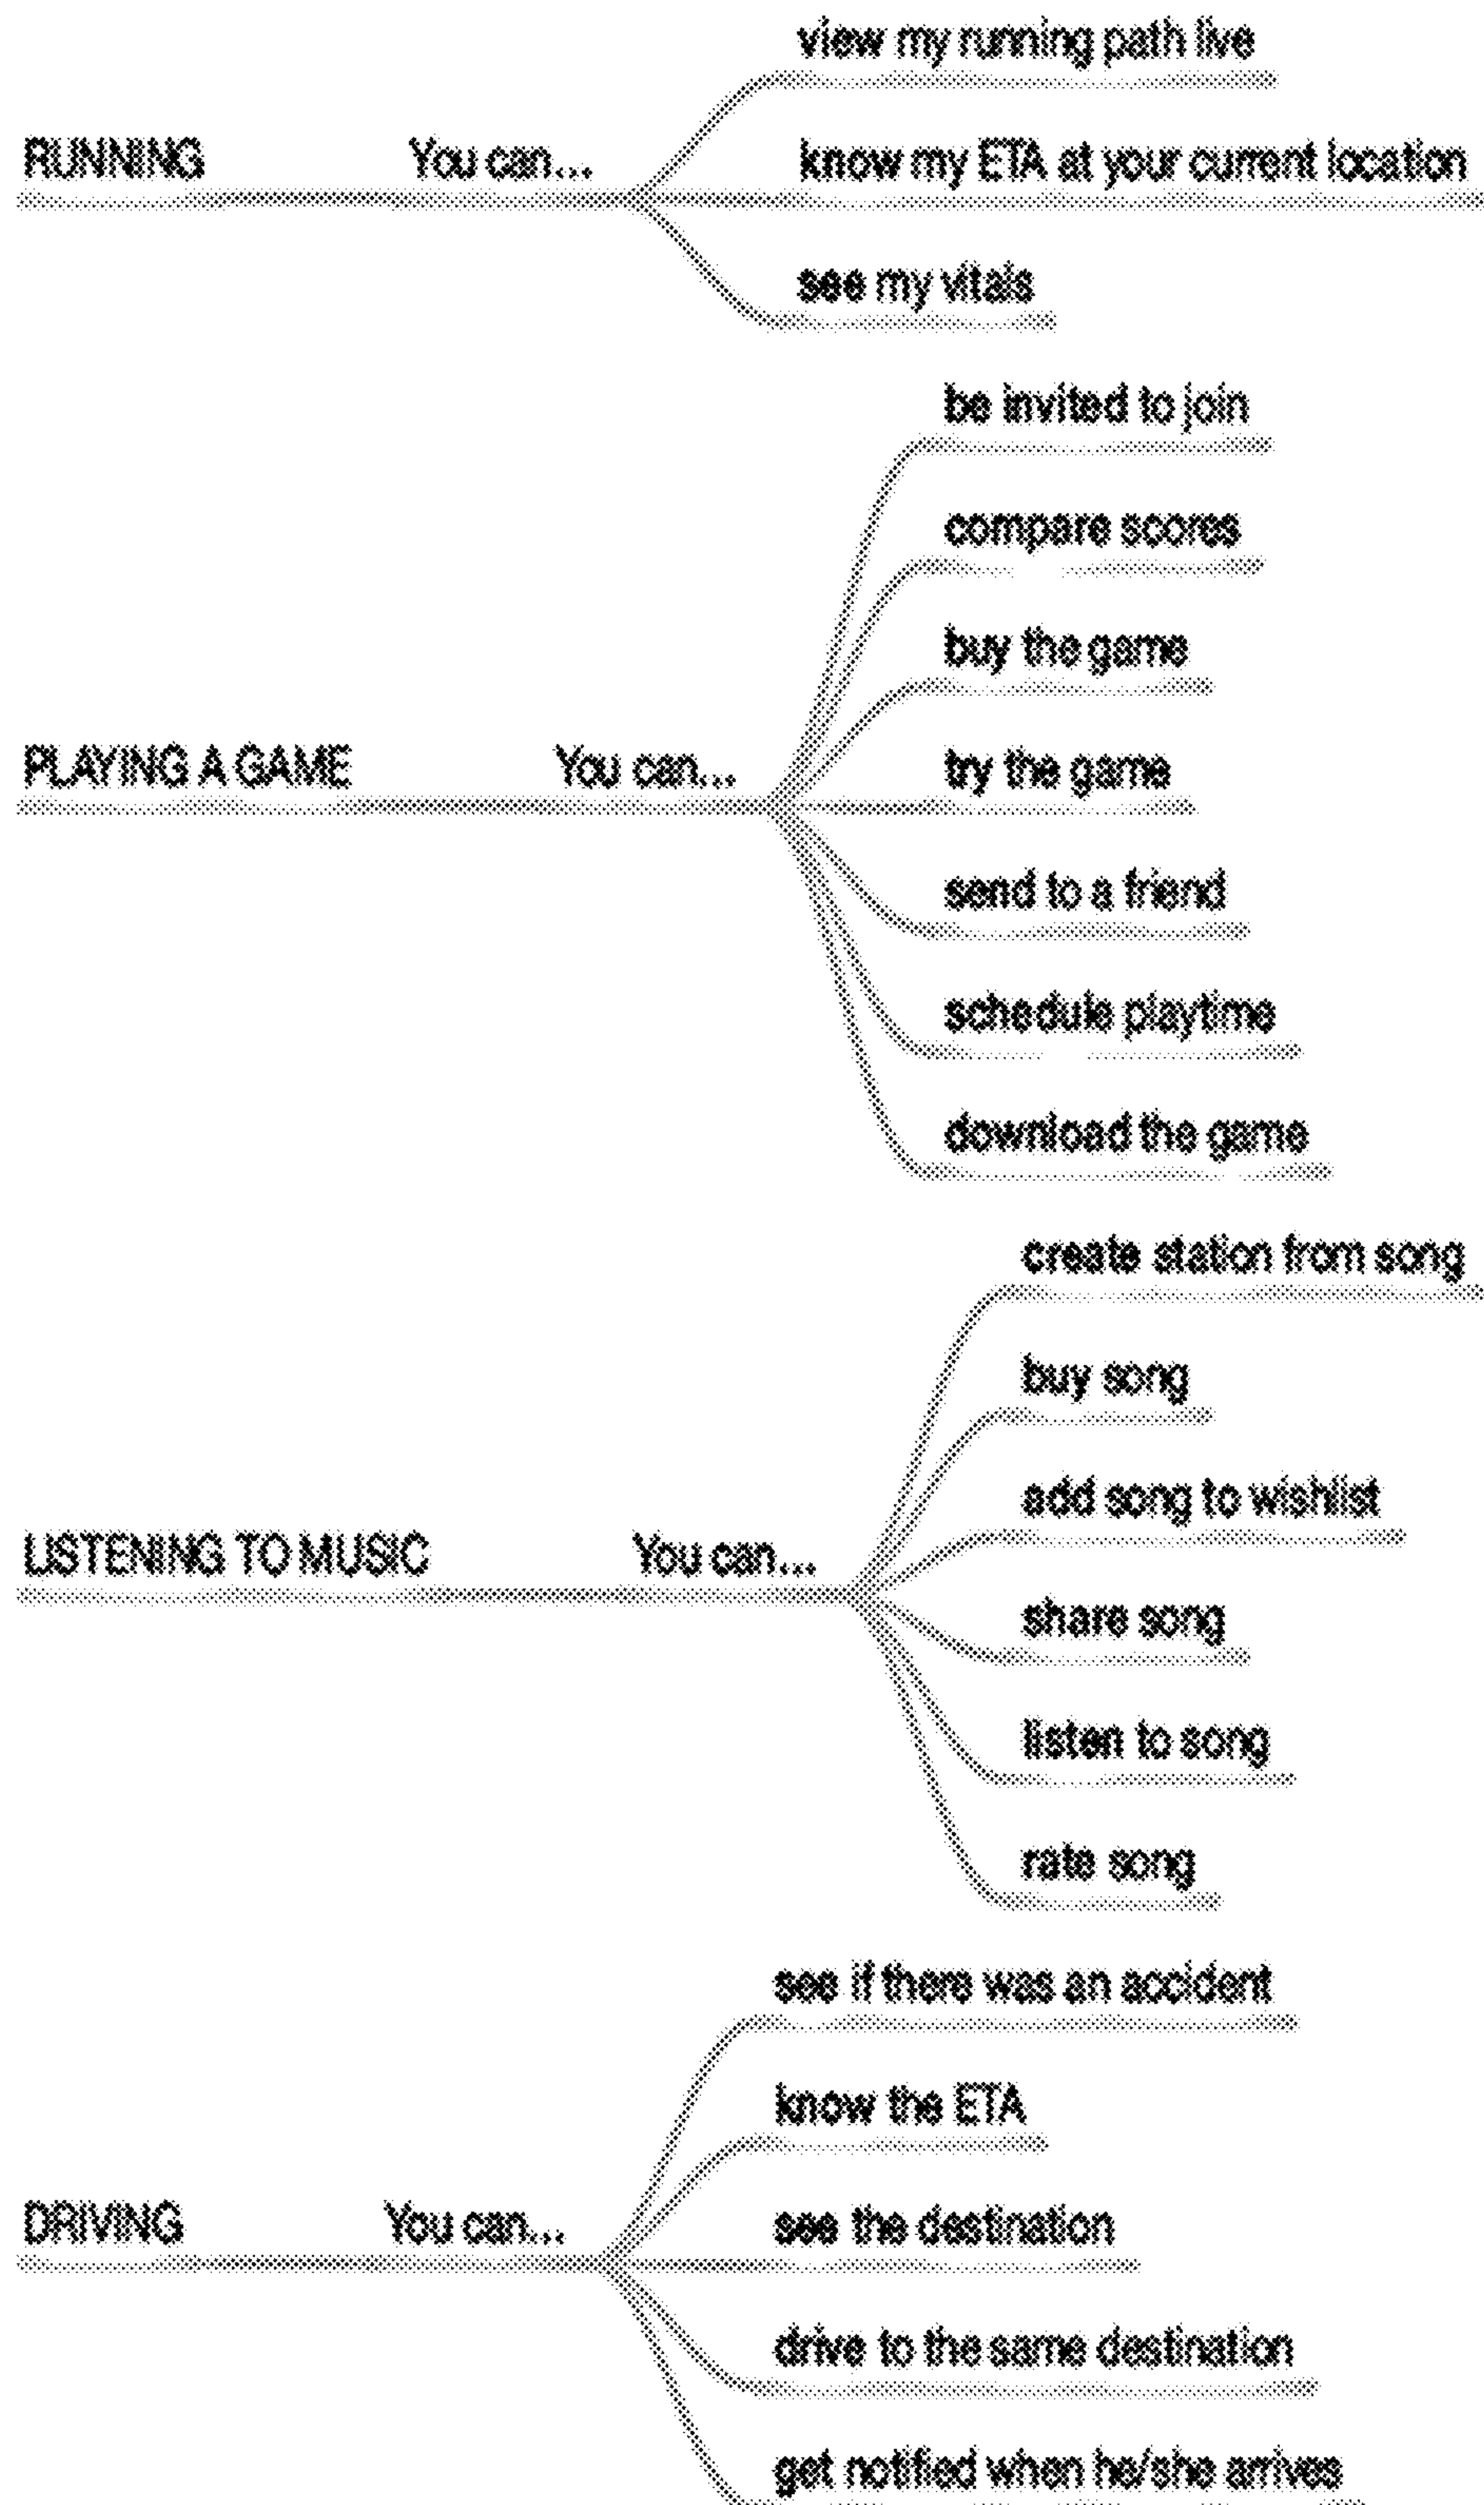 view my running path live
RUNNING You can... know my ETA at your current location
see my vitals
be invited to join
compare scores
buy the game
PLAYING A GAME You can... try the game
send to a friend
schedule playtime
download the game
create station from song
buy song
add song to wishlist
LISTENING TO MUSIC You can...
share song
listen to song
rate song
see if there was an accident
know the ETA
DRIVING You can... see the destination
drive to the same destination
get notified when he/she arrives